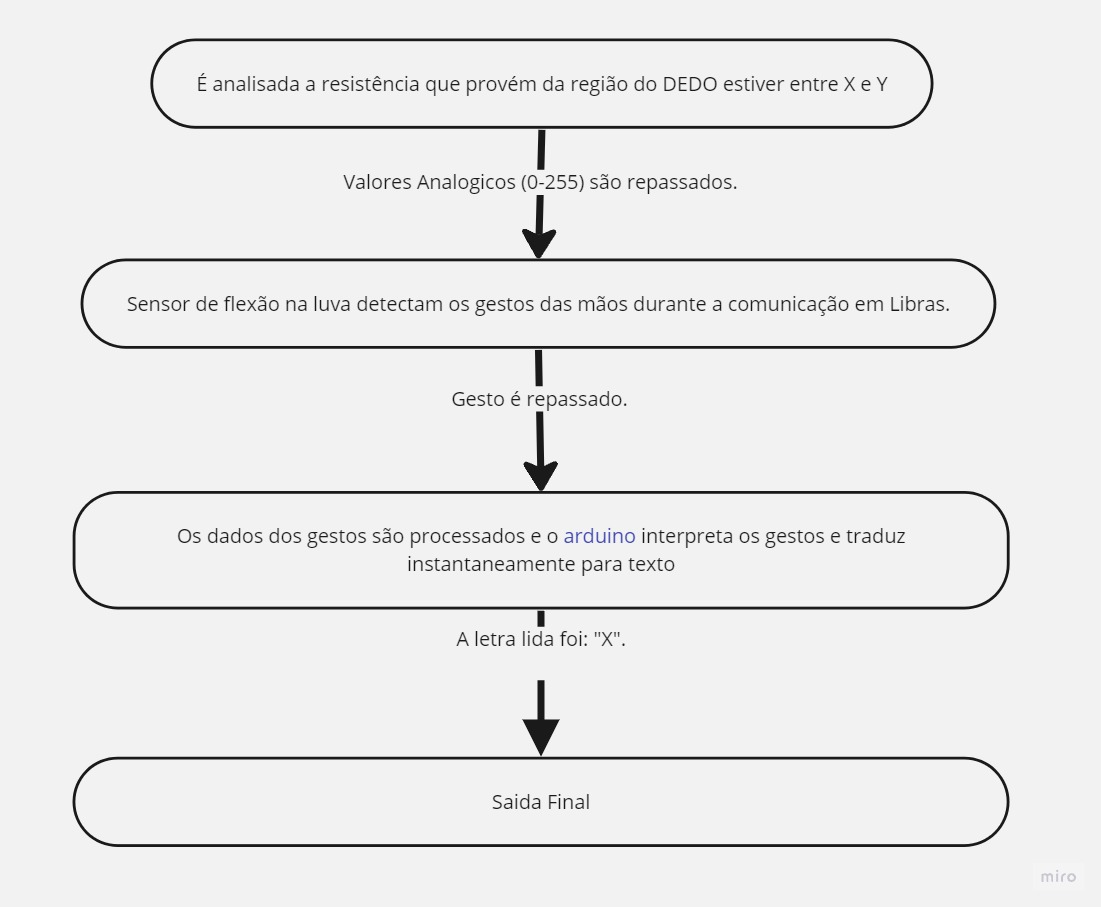 É analisada a resistência que provém da região do DEDO estiver entre X e Y
Valores Analogicos (0-255) são repassados.
Sensor de flexão na luva detectam os gestos das mãos durante a comunicação em Libras.
Gesto é repassado.
Os dados dos gestos são processados e o arduino interpreta os gestos e traduz
instantaneamente para texto
A letra lida foi: "X".
Saida Final
miro